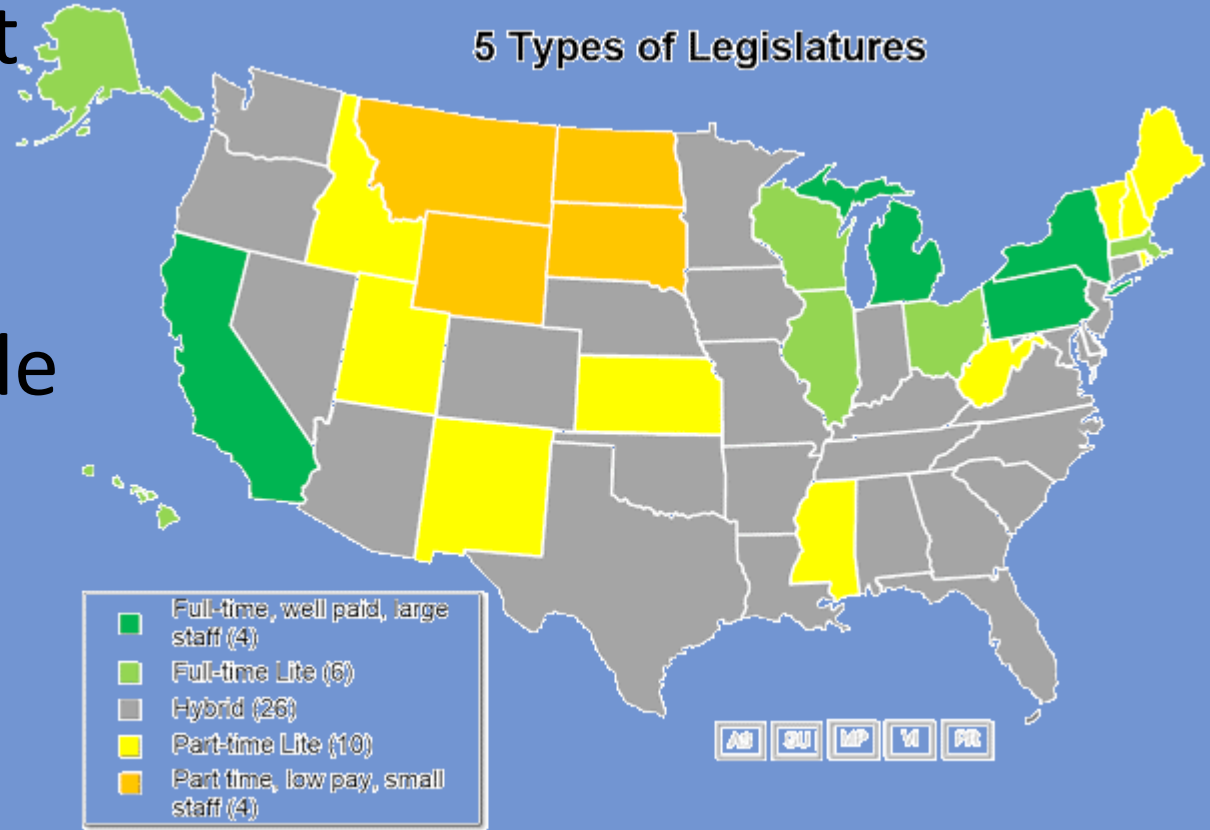 t
5 Types of Legislatures
de
Full-time, well paid, large
staff (4)
Full-time Lite (6)
Hybrid (26)
Part-time Lite (10)
Part time, low pay, small
staff (4)
AS GU MP VI PR